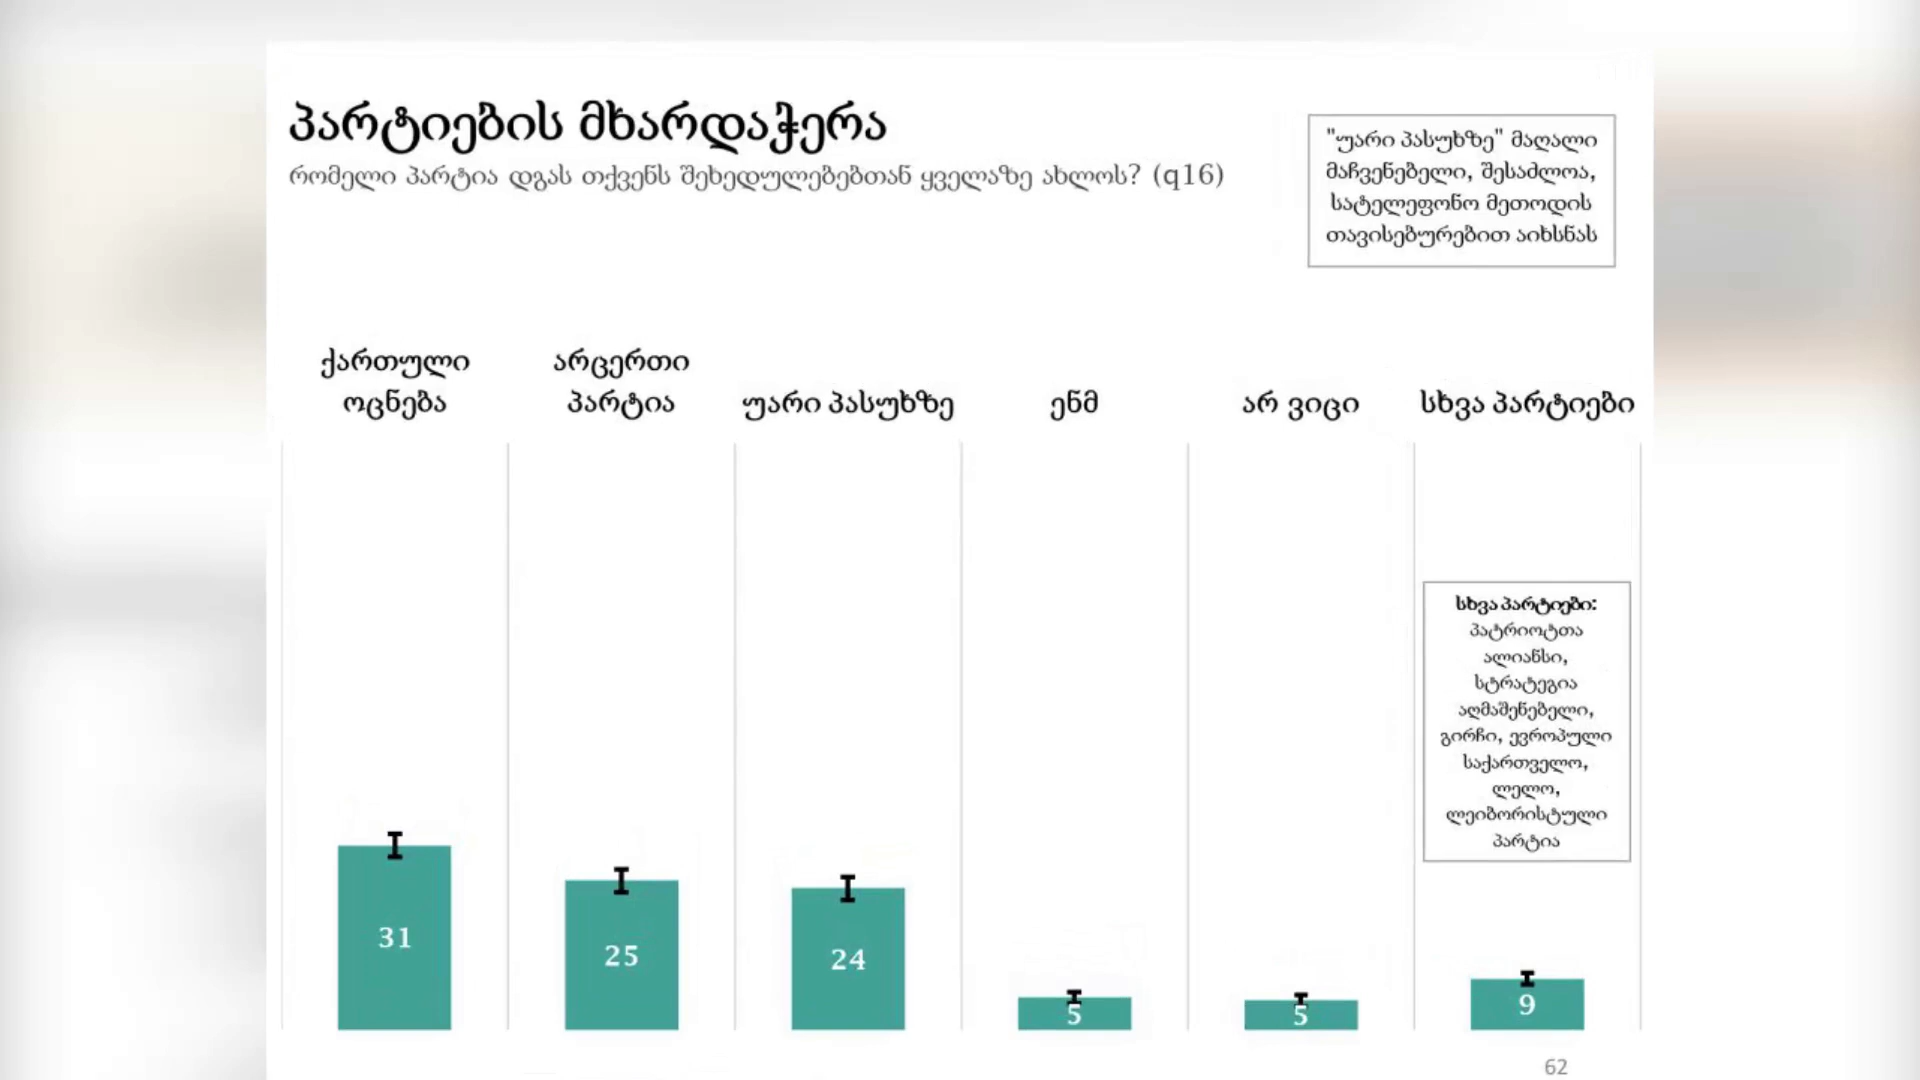 პარტიების მხარდაჭერა
რომელი პარტია დგას თქვენს შეხედულებებთან ყველაზე ახლოს? (q16)
"უარი პასუხზე" მაღალი
მაჩვენებელი, შესაძლოა,
სატელეფონო მეთოდის
თავისებურებით აიხსნას
ქართული
ოცნება
არცერთი
პარტია
უარი პასუხზე
ენმ
არ ვიცი
სხვა პარტიები
სხვა პარტიები:
პატრიოტთა
ალიანსი,
სტრატეგია
აღმაშენებელი,
გირჩი, ევროპული
საქართველო,
ლელო,
ლეიბორისტული
პარტია
31
25
24
5
5
9
62